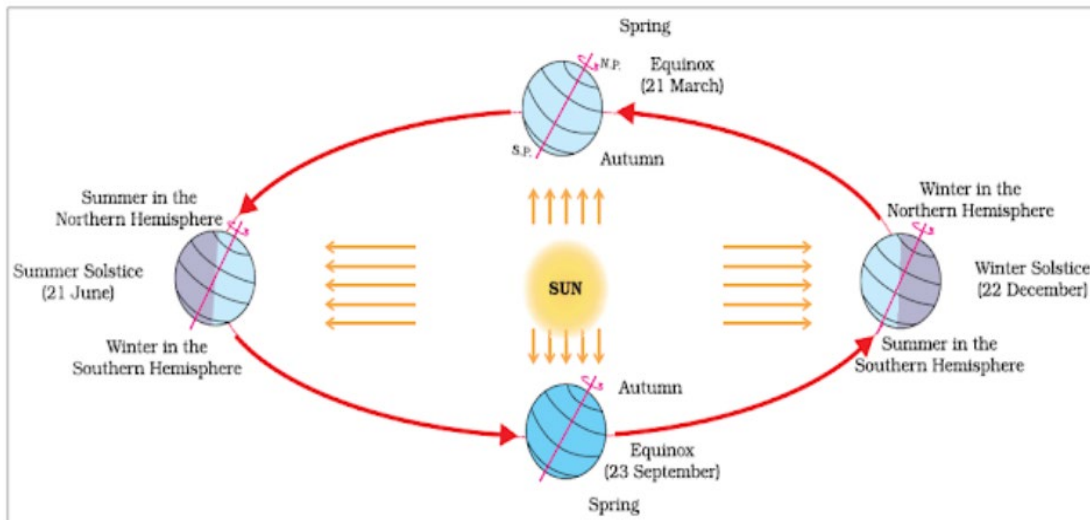 Spring
N.P.
Equinox
(21 March)
S.P.
Autumn
Summer in the
Northern Hemisphere
Summer Solstice
(21 June)
Winter in the
Southern Hemisphere
SUN
Winter in the
Northern Hemisphere
Winter Solstice
(22 December)
Summer in the
Southern Hemisphere
Autumn
Equinox
(23 September)
Spring